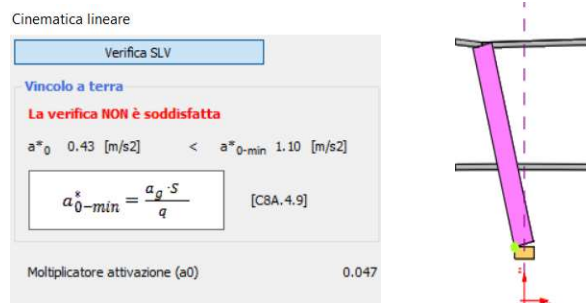 Cinematica lineare
Verifica SLV
Vincolo a terra
La verifica NON è soddisfatta
a*0 0.43 [m/s2] < a*0-min 1.10 [m/s2]
a*0-min = ag ·S / q [C8A.4.9]
Moltiplicatore attivazione (a0) 0.047
z